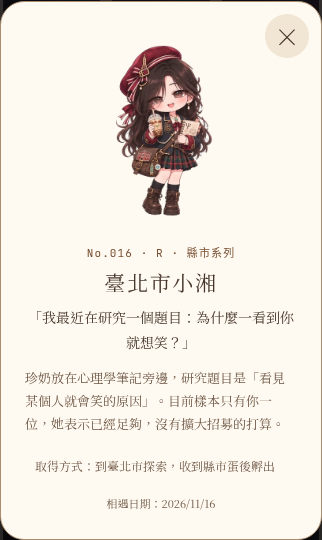 No.016 · R · 縣市系列
臺北市小湘
「我最近在研究一個題目：為什麼一看到你
就想笑？」
珍奶放在心理學筆記旁邊，研究題目是「看見
某個人就會笑的原因」。目前樣本只有你一
位，她表示已經足夠，沒有擴大招募的打算。
取得方式：到臺北市探索，收到縣市蛋後孵出
相遇日期：2026/11/16